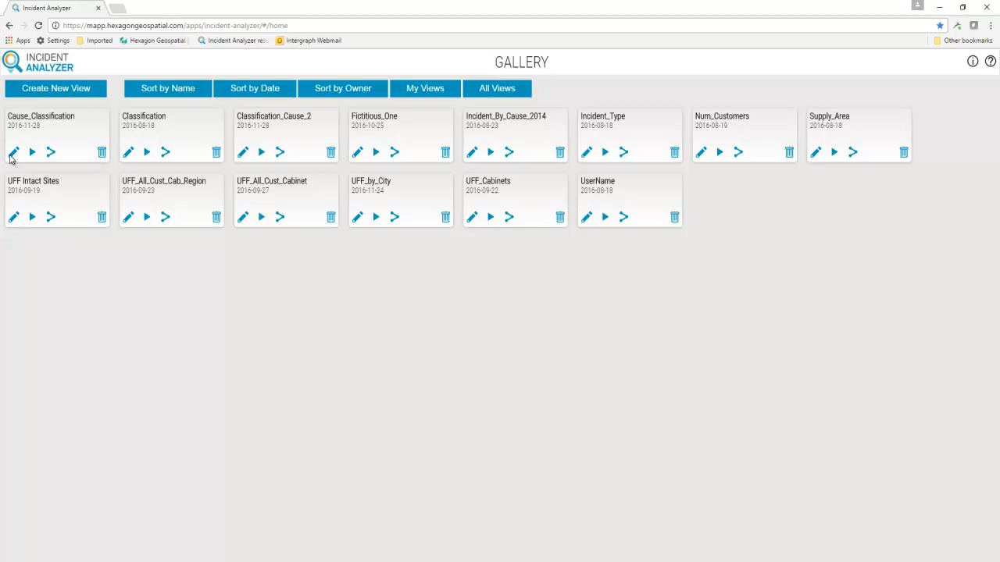 Incident Analyzer
https://mapp.hexagongeospatial.com/apps/incident-analyzer/#/home
Apps Settings Imported Hexagon Geospatial Incident Analyzer res Intergraph Webmail Other bookmarks
INCIDENT
ANALYZER
GALLERY
Create New View Sort by Name Sort by Date Sort by Owner My Views All Views
Cause_Classification Classification Classification_Cause_2 Fictitious_One Incident_By_Cause_2014 Incident_Type Num_Customers Supply_Area
2016-11-28 2016-08-18 2016-11-28 2016-10-25 2016-08-23 2016-08-18 2016-08-19 2016-08-18
UFF Intact Sites UFF_All_Cust_Cab_Region UFF_All_Cust_Cabinet UFF_by_City UFF_Cabinets UserName
2016-09-19 2016-09-23 2016-09-27 2016-11-24 2016-09-22 2016-08-18